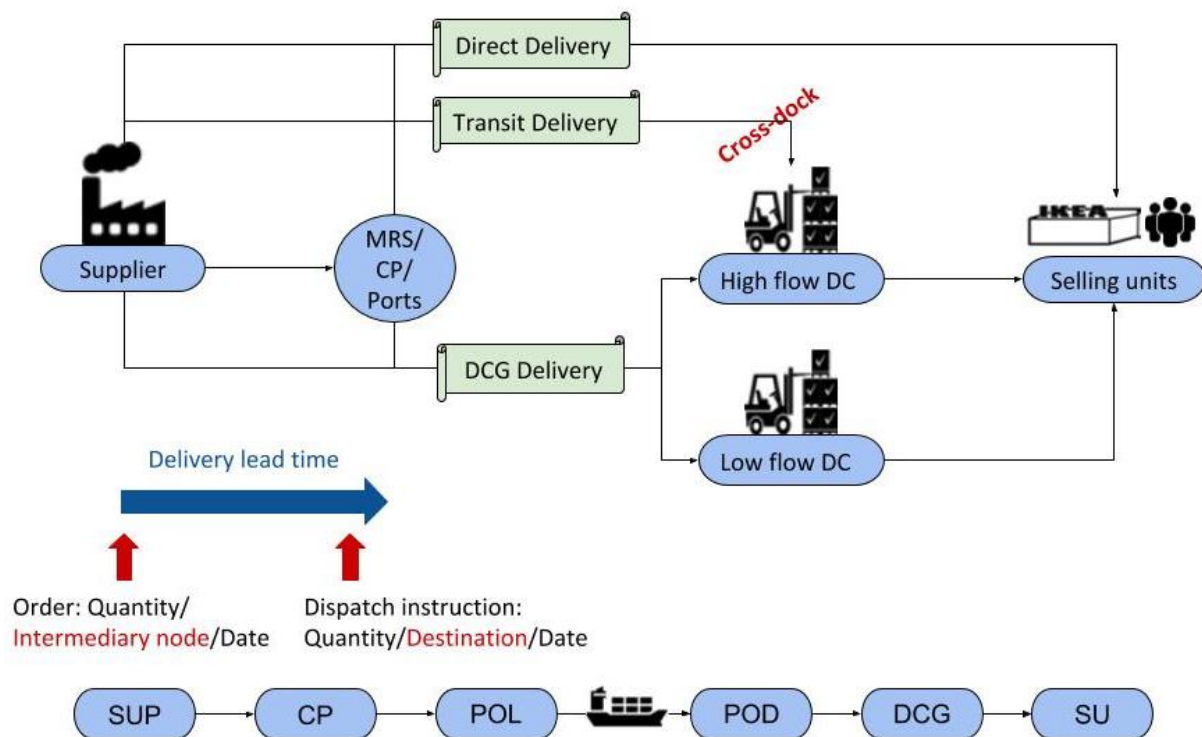 Direct Delivery
Transit Delivery
Cross-dock
IKEA
Supplier
MRS/
CP/
Ports
High flow DC
Selling units
DCG Delivery
Low flow DC
Delivery lead time
Order: Quantity/
Intermediary node/Date
Dispatch instruction:
Quantity/Destination/Date
SUP
CP
POL
POD
DCG
SU